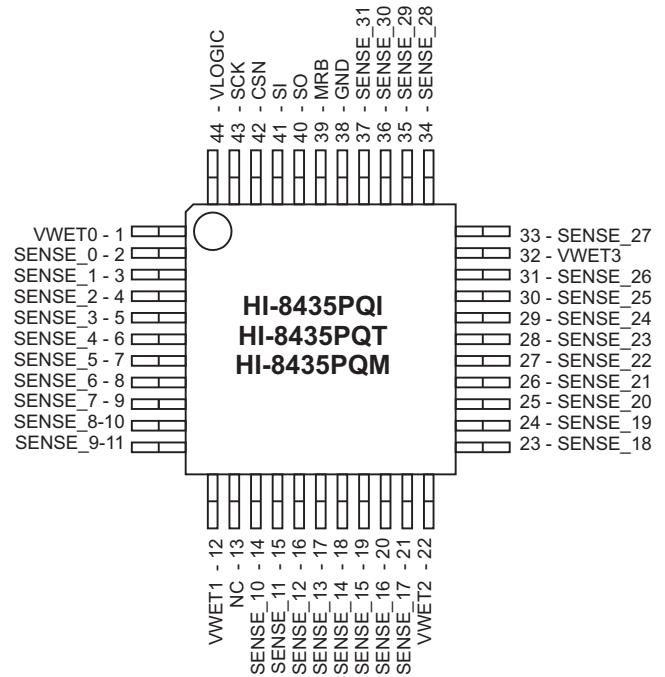 44 - VLOGIC
43 - SCK
42 - CSN
41 - SI
40 - SO
39 - MRB
38 - GND
37 - SENSE_31
36 - SENSE_30
35 - SENSE_29
34 - SENSE_28
VWET0 - 1
SENSE_0 - 2
SENSE_1 - 3
SENSE_2 - 4
SENSE_3 - 5
SENSE_4 - 6
SENSE_5 - 7
SENSE_6 - 8
SENSE_7 - 9
SENSE_8-10
SENSE_9-11
HI-8435PQI
HI-8435PQT
HI-8435PQM
33 - SENSE_27
32 - VWET3
31 - SENSE_26
30 - SENSE_25
29 - SENSE_24
28 - SENSE_23
27 - SENSE_22
26 - SENSE_21
25 - SENSE_20
24 - SENSE_19
23 - SENSE_18
VWET1 - 12
NC - 13
SENSE_10 - 14
SENSE_11 - 15
SENSE_12 - 16
SENSE_13 - 17
SENSE_14 - 18
SENSE_15 - 19
SENSE_16 - 20
SENSE_17 - 21
VWET2 - 22